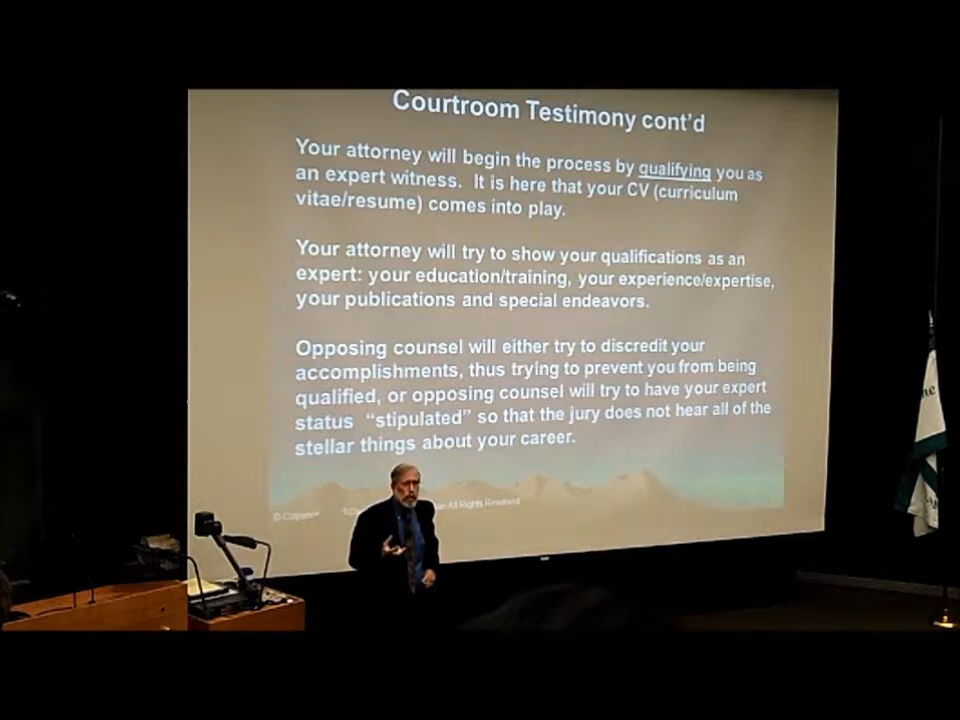 Courtroom Testimony cont'd
Your attorney will begin the process by qualifying you as
an expert witness. It is here that your CV (curriculum
vitae/resume) comes into play.
Your attorney will try to show your qualifications as an
expert: your education/training, your experience/expertise,
your publications and special endeavors.
Opposing counsel will either try to discredit your
accomplishments, thus trying to prevent you from being
qualified, or opposing counsel will try to have your expert
status "stipulated" so that the jury does not hear all of the
stellar things about your career.
All Rights Reserved